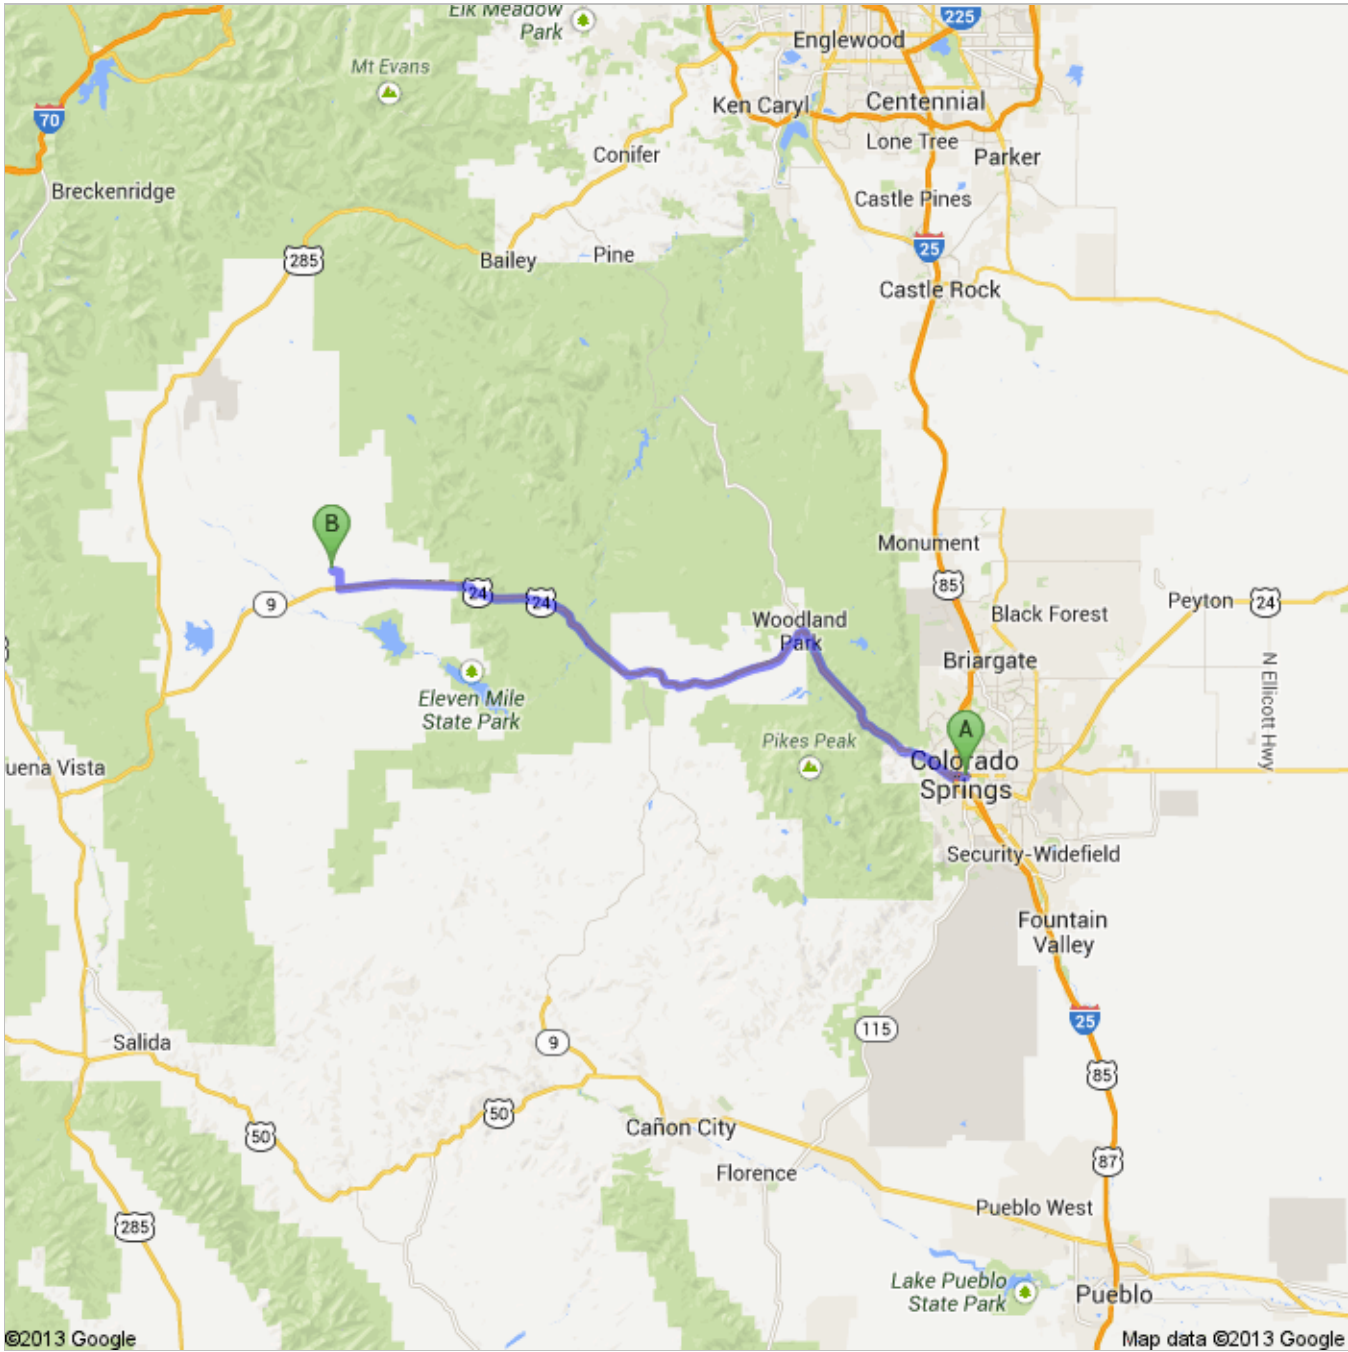 Elk Meadow
Park
225
Englewood
Mt Evans
Ken Caryl
Centennial
70
Lone Tree
Conifer
Parker
Breckenridge
Castle Pines
25
285
Bailey
Pine
Castle Rock
B
Monument
85
24
24
9
Peyton
24
Black Forest
Woodland
Park
Briargate
N Ellicott Hwy
Eleven Mile
State Park
A
Pikes Peak
Colorado
Springs
uena Vista
Security-Widefield
Fountain
Valley
25
115
Salida
9
85
50
50
Cañon City
87
Florence
Pueblo West
285
Lake Pueblo
State Park
Pueblo
©2013 Google
Map data ©2013 Google